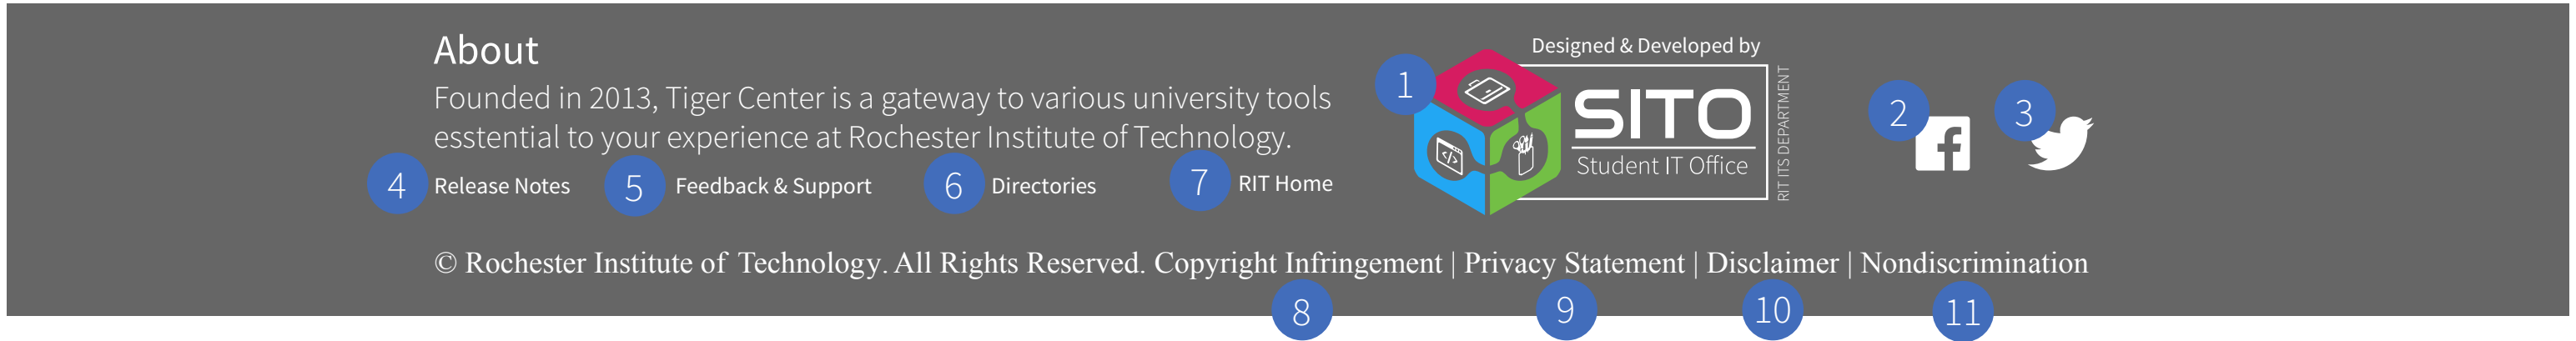 About
Founded in 2013, Tiger Center is a gateway to various university tools
esstential to your experience at Rochester Institute of Technology.
4 Release Notes 5 Feedback & Support 6 Directories 7 RIT Home
1
Designed & Developed by
SITO
Student IT Office
RIT ITS DEPARTMENT
</>
2 3
© Rochester Institute of Technology. All Rights Reserved. Copyright Infringement | Privacy Statement | Disclaimer | Nondiscrimination
8 9 10 11